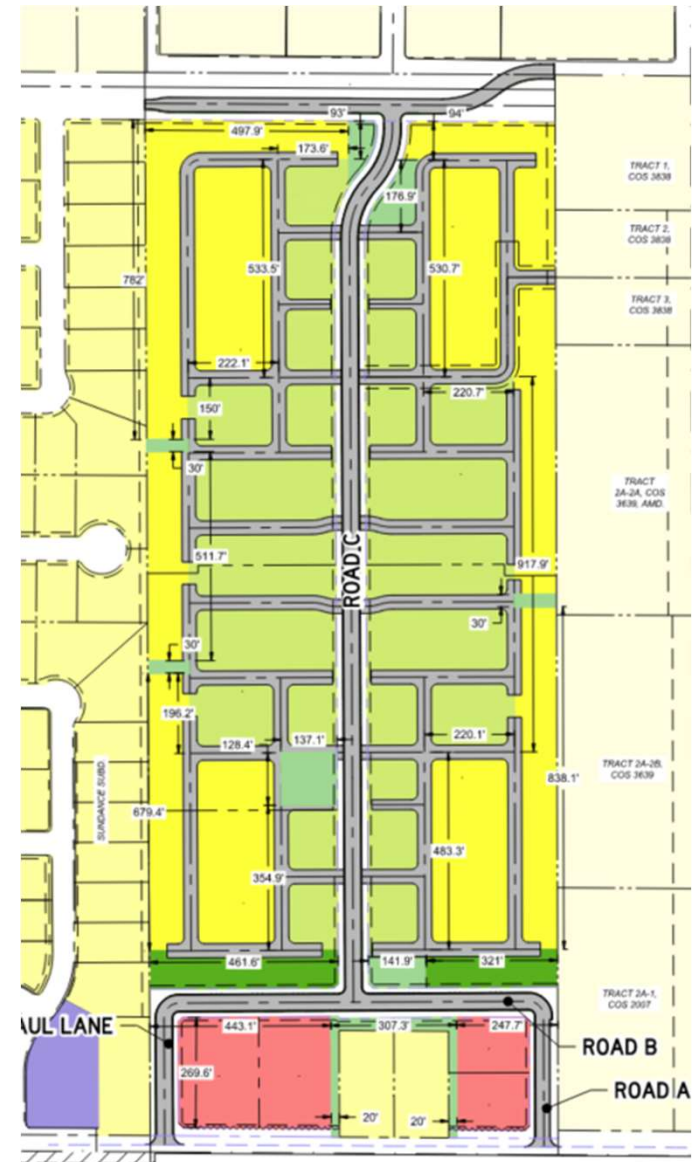 93'
94'
497.9'
173.6'
TRACT 1,
COS 3838
176.9'
TRACT 2,
COS 3838
782'
533.5'
530.7'
TRACT 3,
COS 3838
222.1'
220.7'
150'
30'
TRACT
2A-2A, COS
3639, AMD.
511.7'
ROAD C
917.9'
30'
30'
196.2'
128.4'
137.1'
220.1'
SUNDANCE SUBD.
679.4'
838.1'
TRACT 2A-2B,
COS 3639
483.3'
354.9'
461.6'
141.9'
321'
TRACT 2A-1,
COS 2007
AUL LANE
443.1'
307.3'
247.7'
ROAD B
269.6'
ROAD A
20'
20'